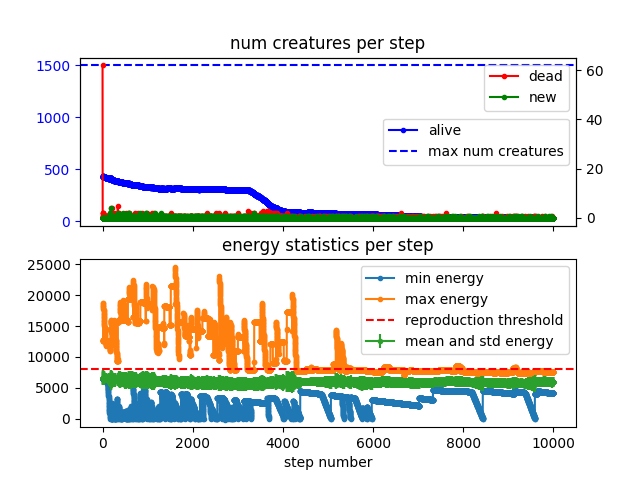 num creatures per step
1500
1000
500
0
60
40
20
0
dead
new
alive
max num creatures
energy statistics per step
25000
20000
15000
10000
5000
0
min energy
max energy
reproduction threshold
mean and std energy
0 2000 4000 6000 8000 10000
step number